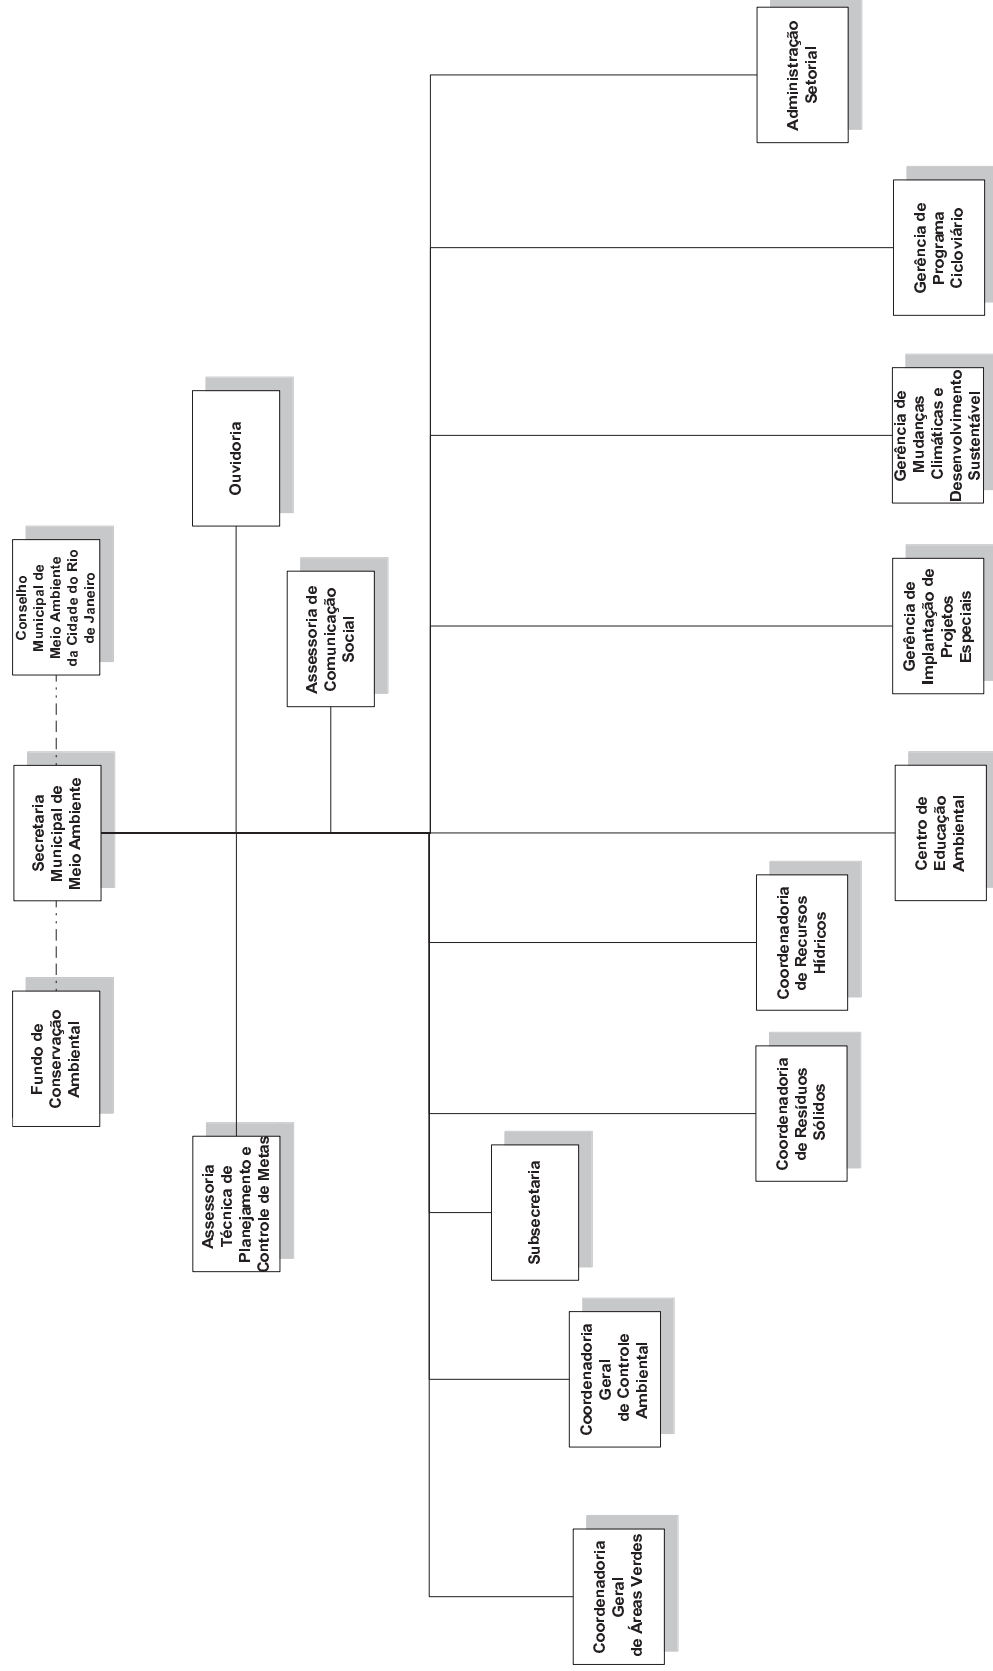 Fundo de
Conservação
Ambiental
Secretaria
Municipal de
Meio Ambiente
Conselho
Municipal de
Meio Ambiente
da Cidade do Rio
de Janeiro
Assessoria
Técnica de
Planejamento e
Controle de Metas
Ouvidoria
Assessoria de
Comunicação
Social
Coordenadoria
Geral
de Áreas Verdes
Coordenadoria
Geral
de Controle
Ambiental
Subsecretaria
Coordenadoria
de Resíduos
Sólidos
Coordenadoria
de Recursos
Hídricos
Centro de
Educação
Ambiental
Gerência de
Implantação de
Projetos
Especiais
Gerência de
Mudanças
Climáticas e
Desenvolvimento
Sustentável
Gerência de
Programa
Cicloviário
Administração
Setorial